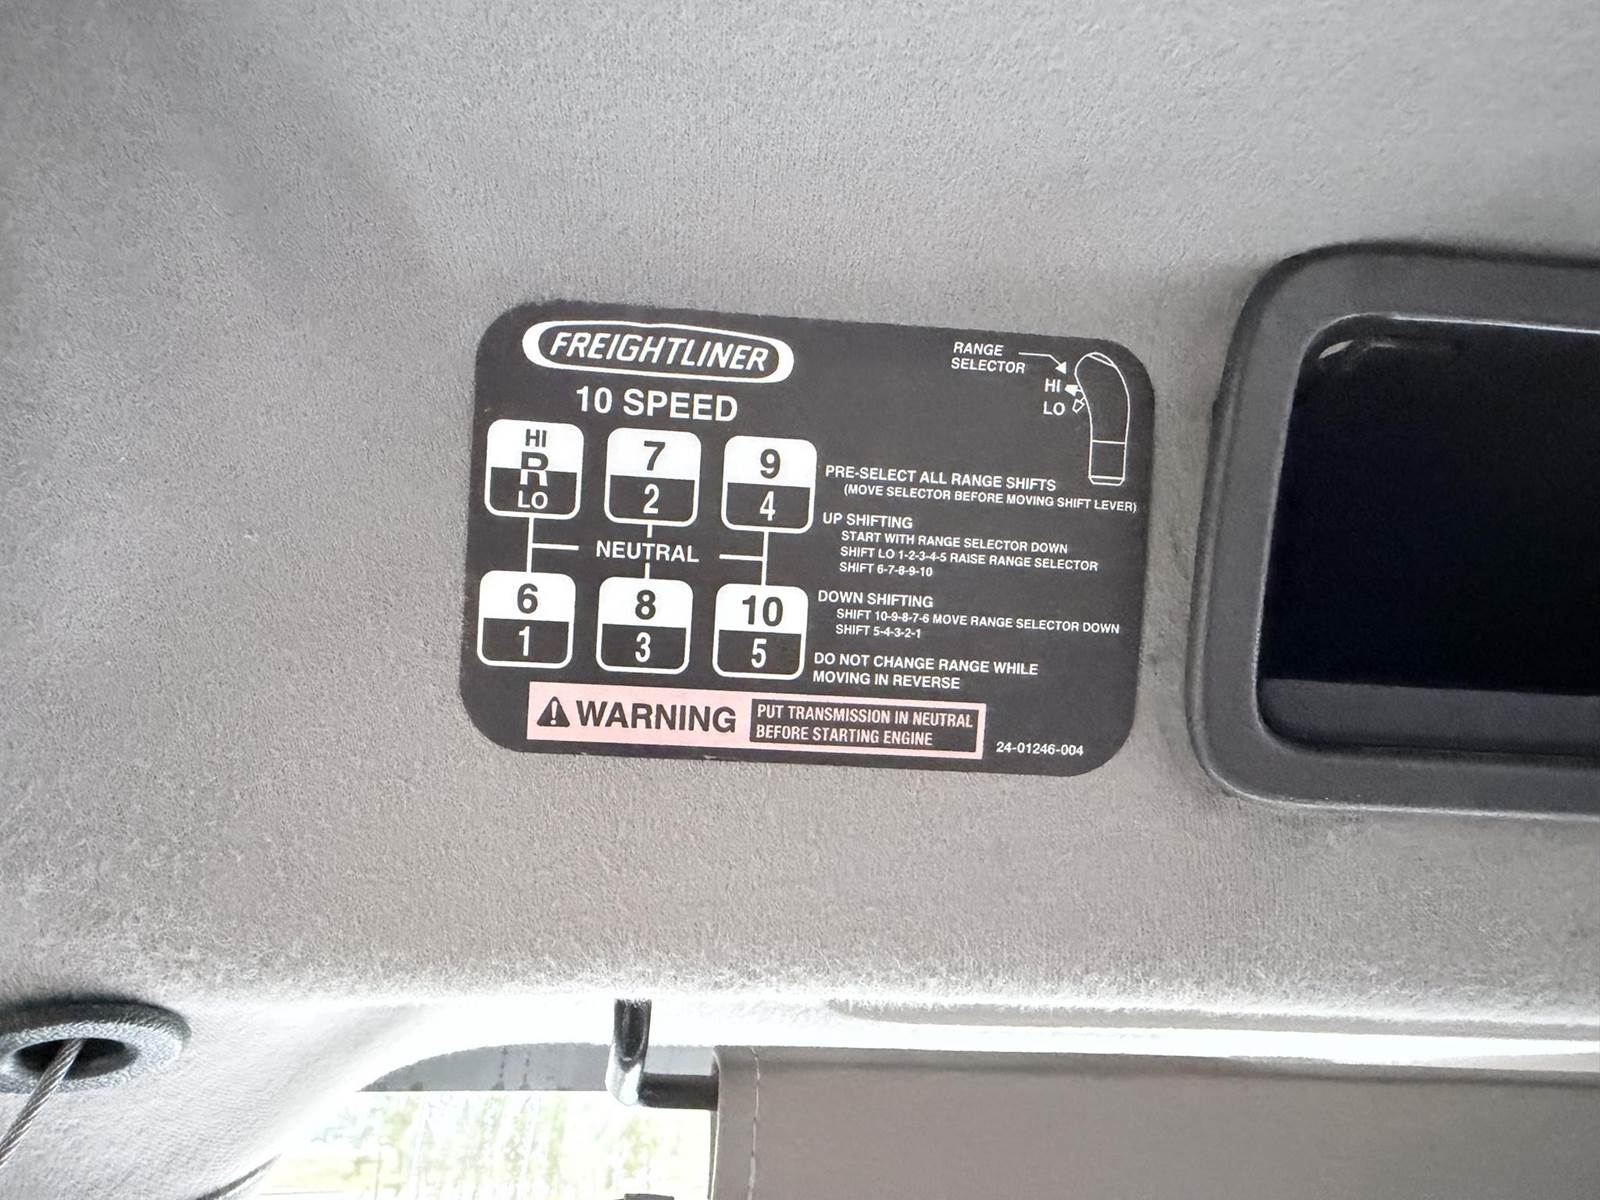 FREIGHTLINER
10 SPEED
HI
R
LO
7
2
9
4
NEUTRAL
6
1
8
3
10
5
RANGE
SELECTOR
HI
LO
PRE-SELECT ALL RANGE SHIFTS
(MOVE SELECTOR BEFORE MOVING SHIFT LEVER)
UP SHIFTING
START WITH RANGE SELECTOR DOWN
SHIFT LO 1-2-3-4-5 RAISE RANGE SELECTOR
SHIFT 6-7-8-9-10
DOWN SHIFTING
SHIFT 10-9-8-7-6 MOVE RANGE SELECTOR DOWN
SHIFT 5-4-3-2-1
DO NOT CHANGE RANGE WHILE
MOVING IN REVERSE
WARNING
PUT TRANSMISSION IN NEUTRAL
BEFORE STARTING ENGINE
24-01246-004